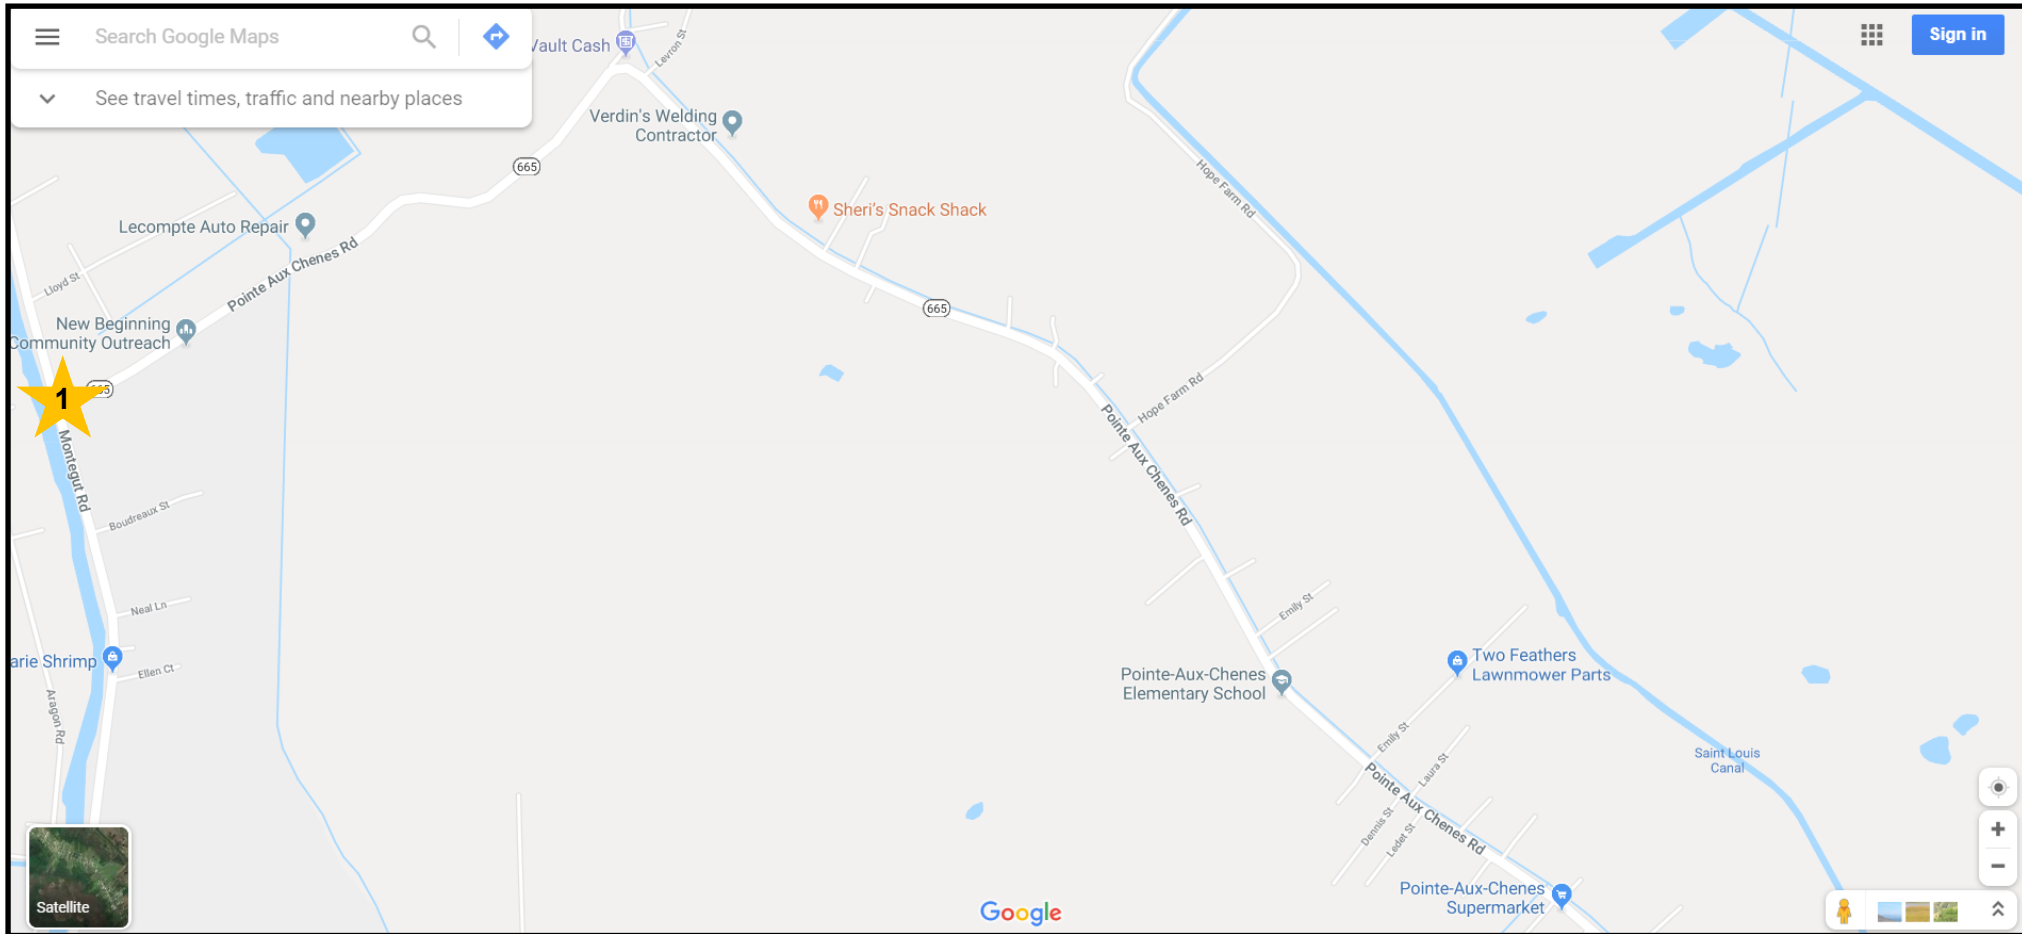 Search Google Maps
Sign in
See travel times, traffic and nearby places
Vault Cash
Levron St
Verdin's Welding
Contractor
665
Hope Farm Rd
Sheri's Snack Shack
Lecompte Auto Repair
Pointe Aux Chenes Rd
Lloyd St
665
New Beginning
Community Outreach
1
Hope Farm Rd
Pointe Aux Chenes Rd
Montegut Rd
Boudreaux St
Neal Ln
Emily St
arie Shrimp
Ellen Ct
Aragon Rd
Two Feathers
Lawnmower Parts
Pointe-Aux-Chenes
Elementary School
Emily St
Laura St
Saint Louis
Canal
Pointe Aux Chenes Rd
Dennis St
Ledet St
Satellite
Google
Pointe-Aux-Chenes
Supermarket